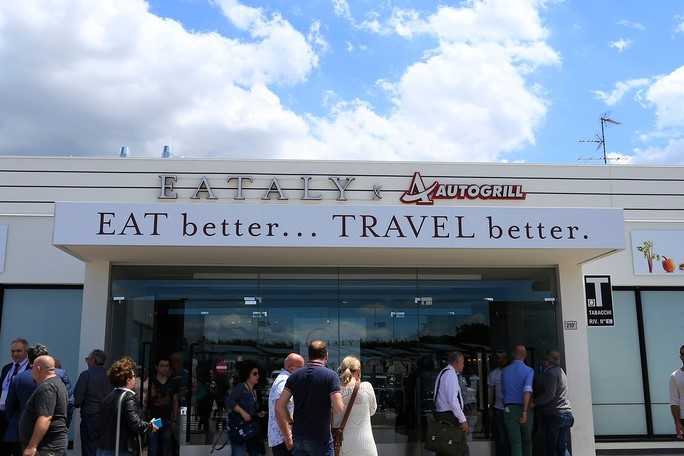 EATALY & AUTOGRILL
EAT better... TRAVEL better.
T
TABACCHI